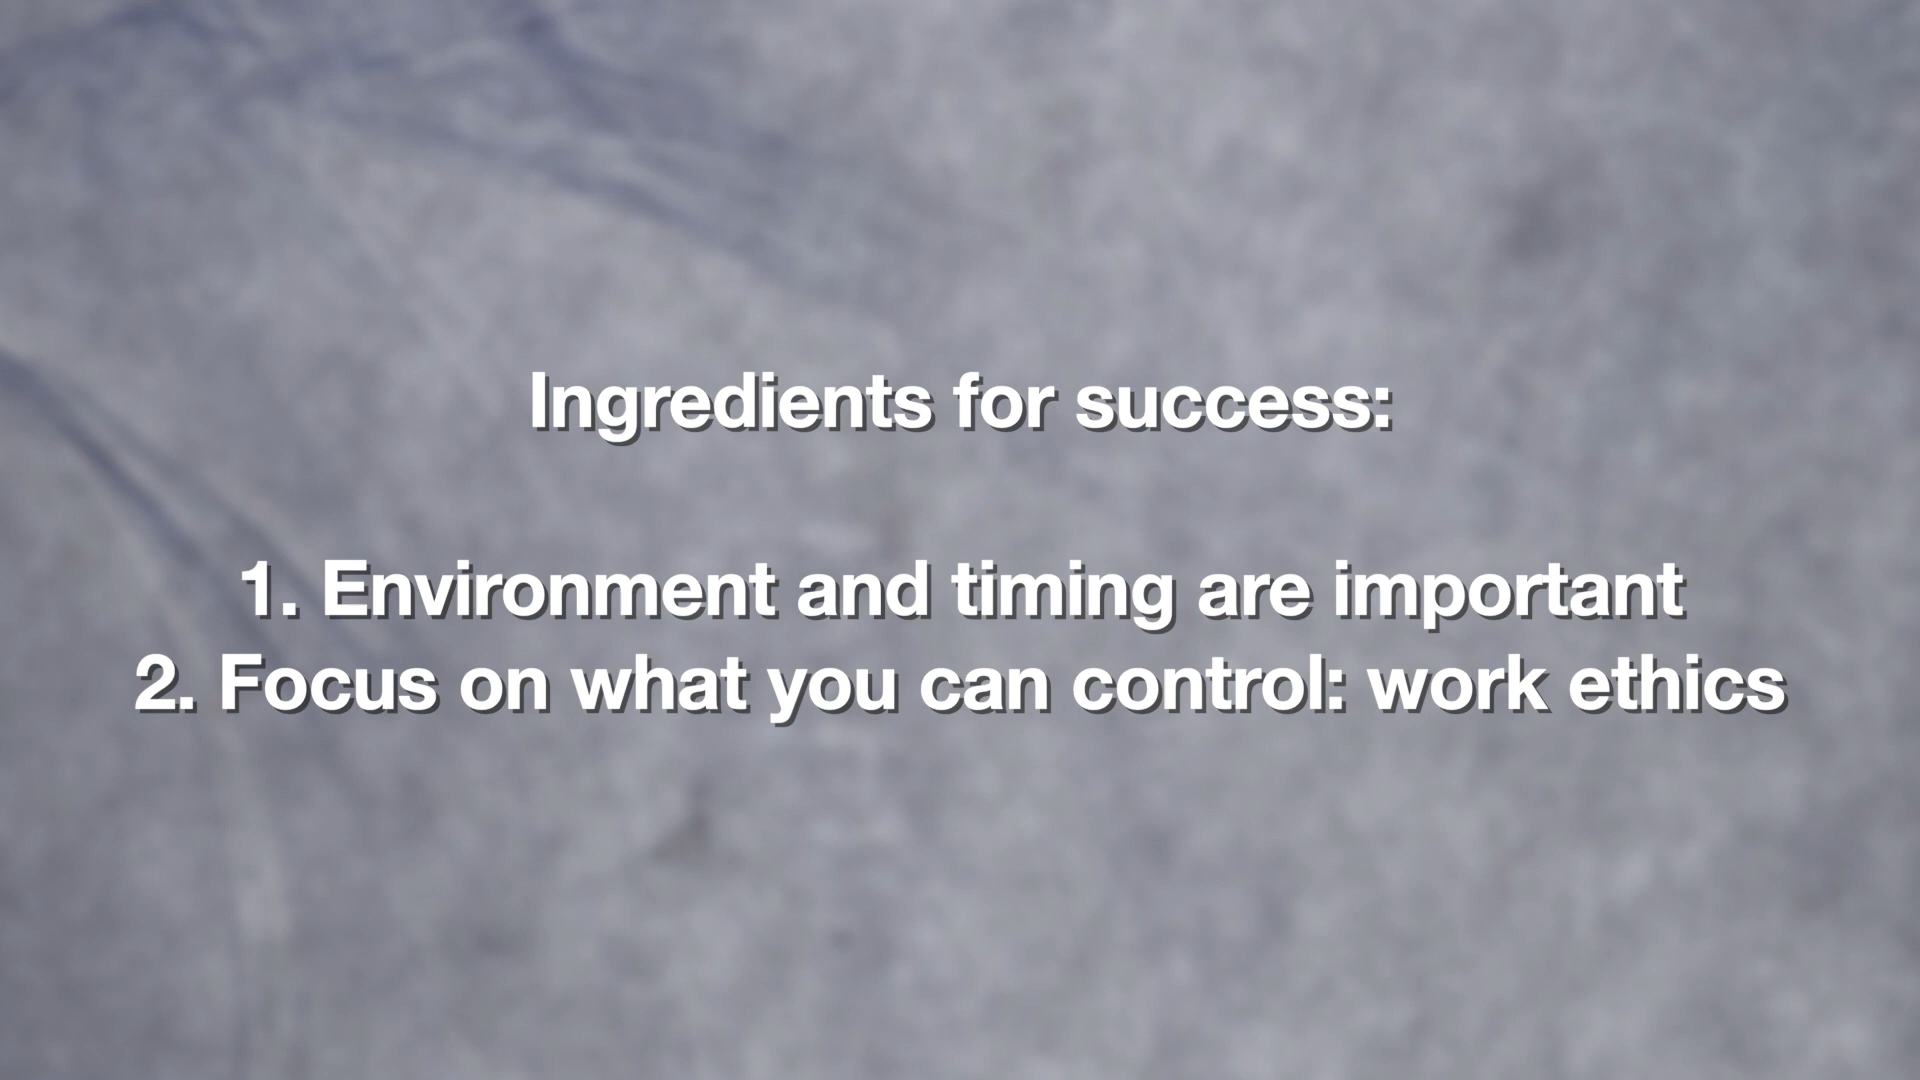 Ingredients for success:
1. Environment and timing are important
2. Focus on what you can control: work ethics